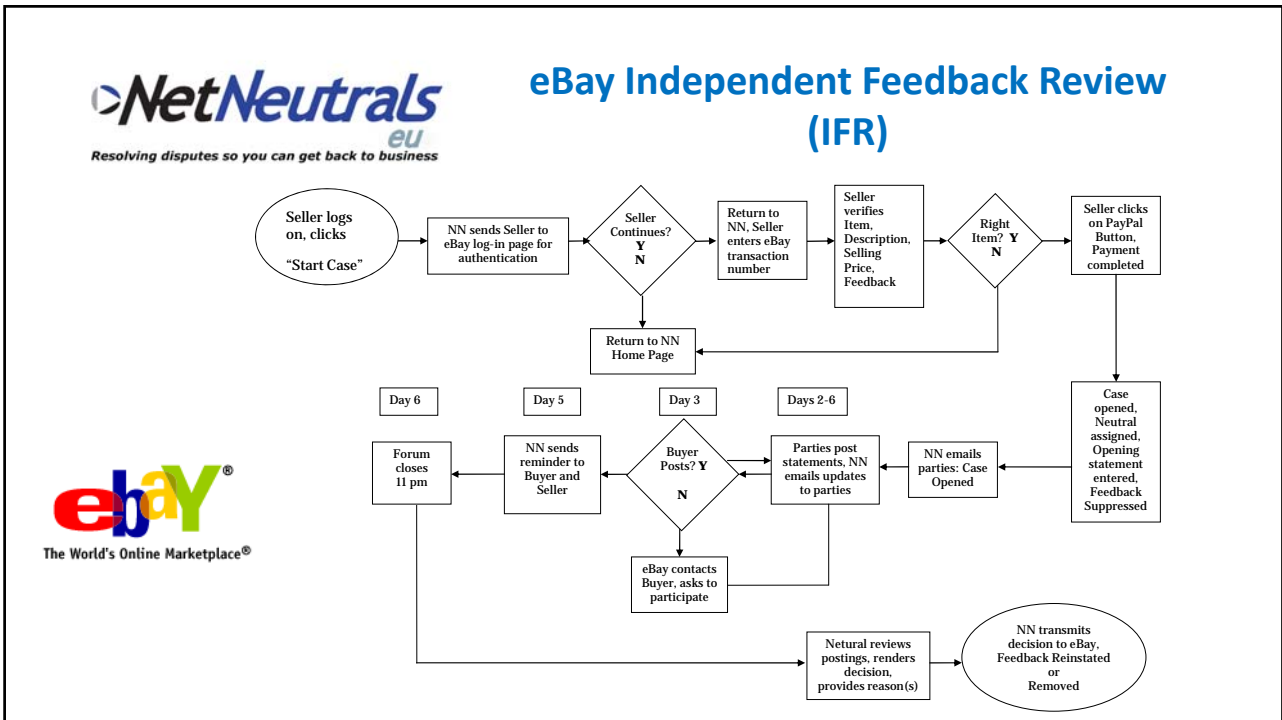 NetNeutrals
eu
Resolving disputes so you can get back to business
eBay Independent Feedback Review
(IFR)
Seller logs
on, clicks
“Start Case”
NN sends Seller to
eBay log-in page for
authentication
Seller
Continues?
Y
N
Return to
NN, Seller
enters eBay
transaction
number
Seller
verifies
Item,
Description,
Selling
Price,
Feedback
Right
Item? Y
N
Seller clicks
on PayPal
Button,
Payment
completed
Return to NN
Home Page
Day 6
Day 5
Day 3
Days 2-6
Forum
closes
11 pm
NN sends
reminder to
Buyer and
Seller
Buyer
Posts? Y
N
Parties post
statements, NN
emails updates
to parties
NN emails
parties: Case
Opened
Case
opened,
Neutral
assigned,
Opening
statement
entered,
Feedback
Suppressed
ebaY®
The World's Online Marketplace®
eBay contacts
Buyer, asks to
participate
Netural reviews
postings, renders
decision,
provides reason(s)
NN transmits
decision to eBay,
Feedback Reinstated
or
Removed